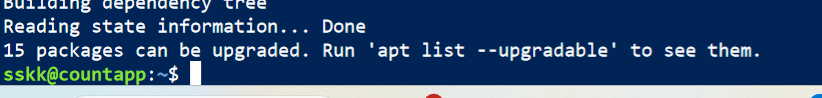 Building dependency tree
Reading state information... Done
15 packages can be upgraded. Run 'apt list --upgradable' to see them.
sskk@countapp:~$